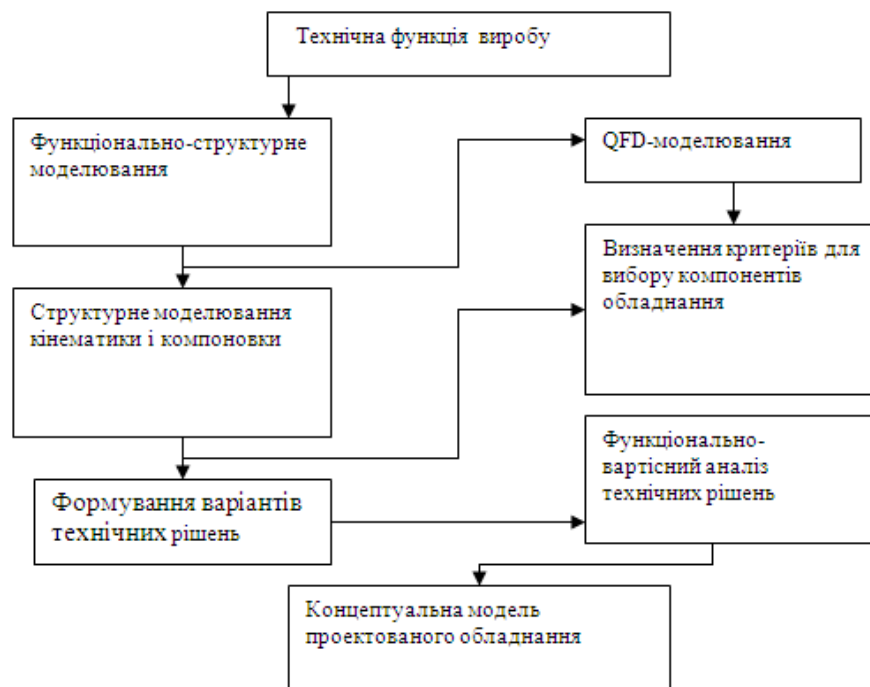 Технічна функція виробу
Функціонально-структурне
моделювання
QFD-моделювання
Визначення критеріїв для
вибору компонентів
обладнання
Структурне моделювання
кінематики і компоновки
Функціонально-
вартісний аналіз
технічних рішень
Формування варіантів
технічних рішень
Концептуальна модель
проектованого обладнання